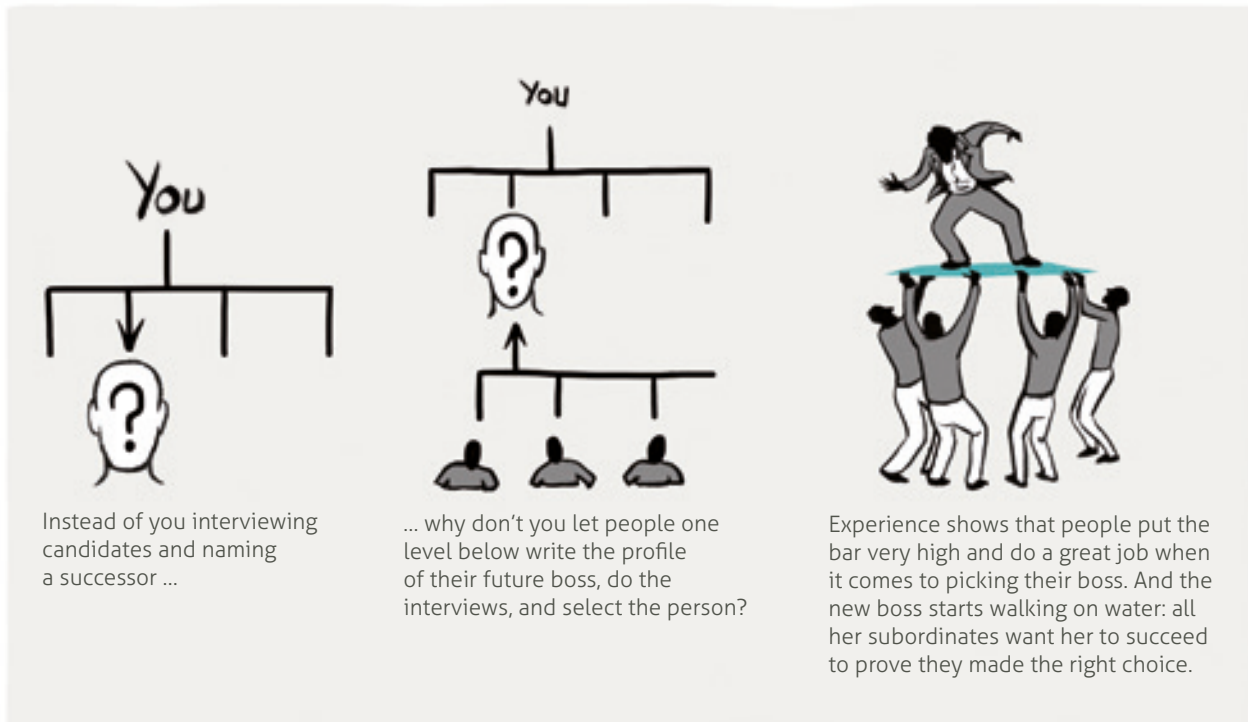 You
?
Instead of you interviewing
candidates and naming
a successor ...
You
?
... why don't you let people one
level below write the profile
of their future boss, do the
interviews, and select the person?
Experience shows that people put the
bar very high and do a great job when
it comes to picking their boss. And the
new boss starts walking on water: all
her subordinates want her to succeed
to prove they made the right choice.